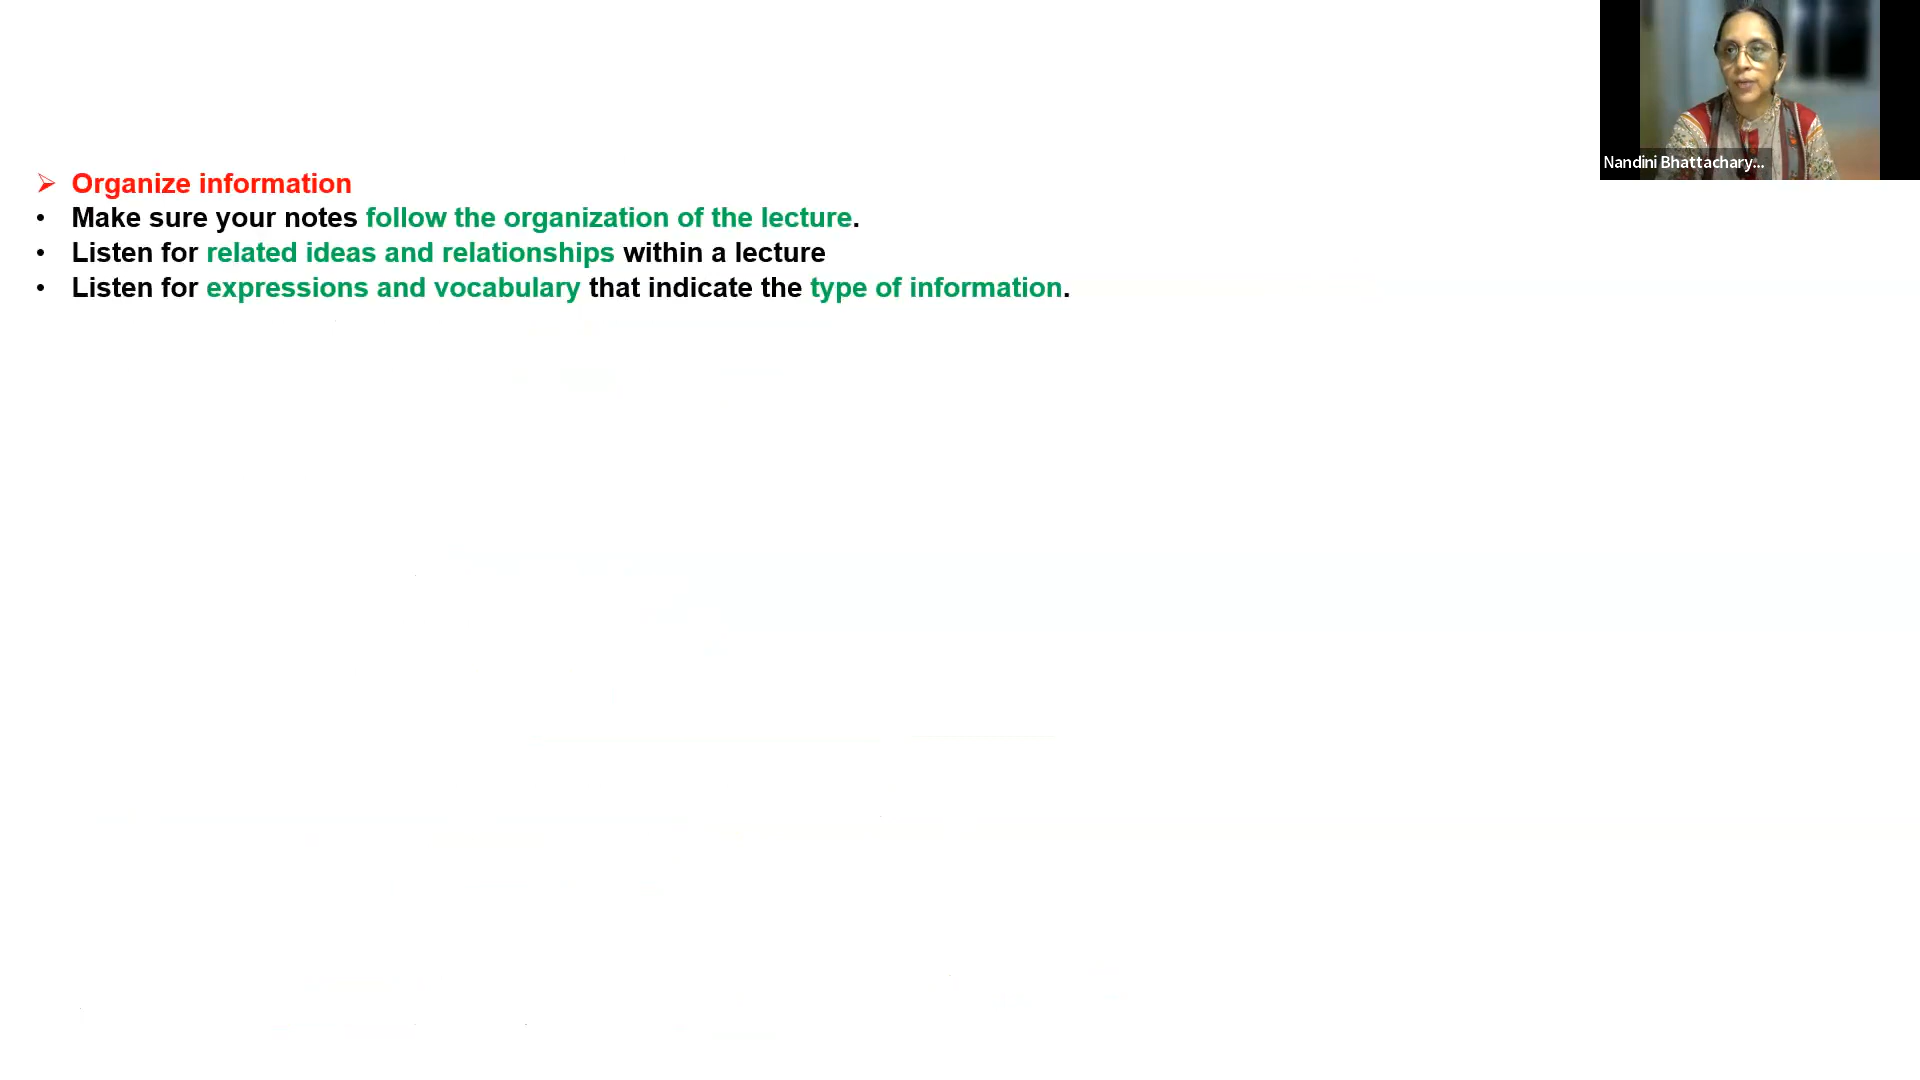 Organize information
• Make sure your notes follow the organization of the lecture.
• Listen for related ideas and relationships within a lecture
• Listen for expressions and vocabulary that indicate the type of information.
Nandini Bhattachary...